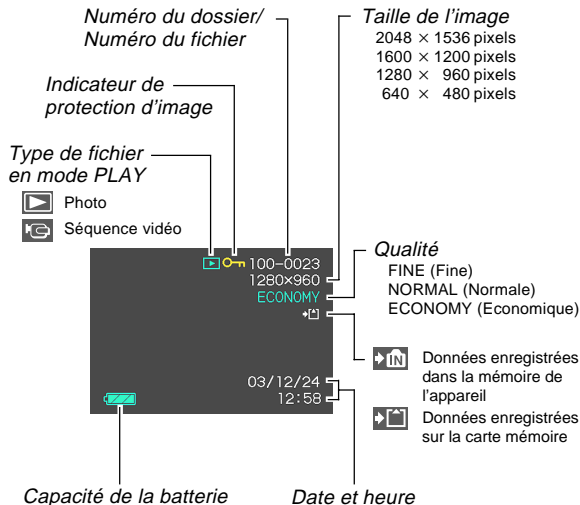 Numéro du dossier/
Numéro du fichier
Taille de l'image
2048 × 1536 pixels
1600 × 1200 pixels
1280 × 960 pixels
640 × 480 pixels
Indicateur de
protection d'image
Type de fichier
en mode PLAY
Photo
Séquence vidéo
100-0023
1280×960
ECONOMY
03/12/24
12:58
Qualité
FINE (Fine)
NORMAL (Normale)
ECONOMY (Economique)
IN
Données enregistrées
dans la mémoire de
l'appareil
Données enregistrées
sur la carte mémoire
Capacité de la batterie
Date et heure